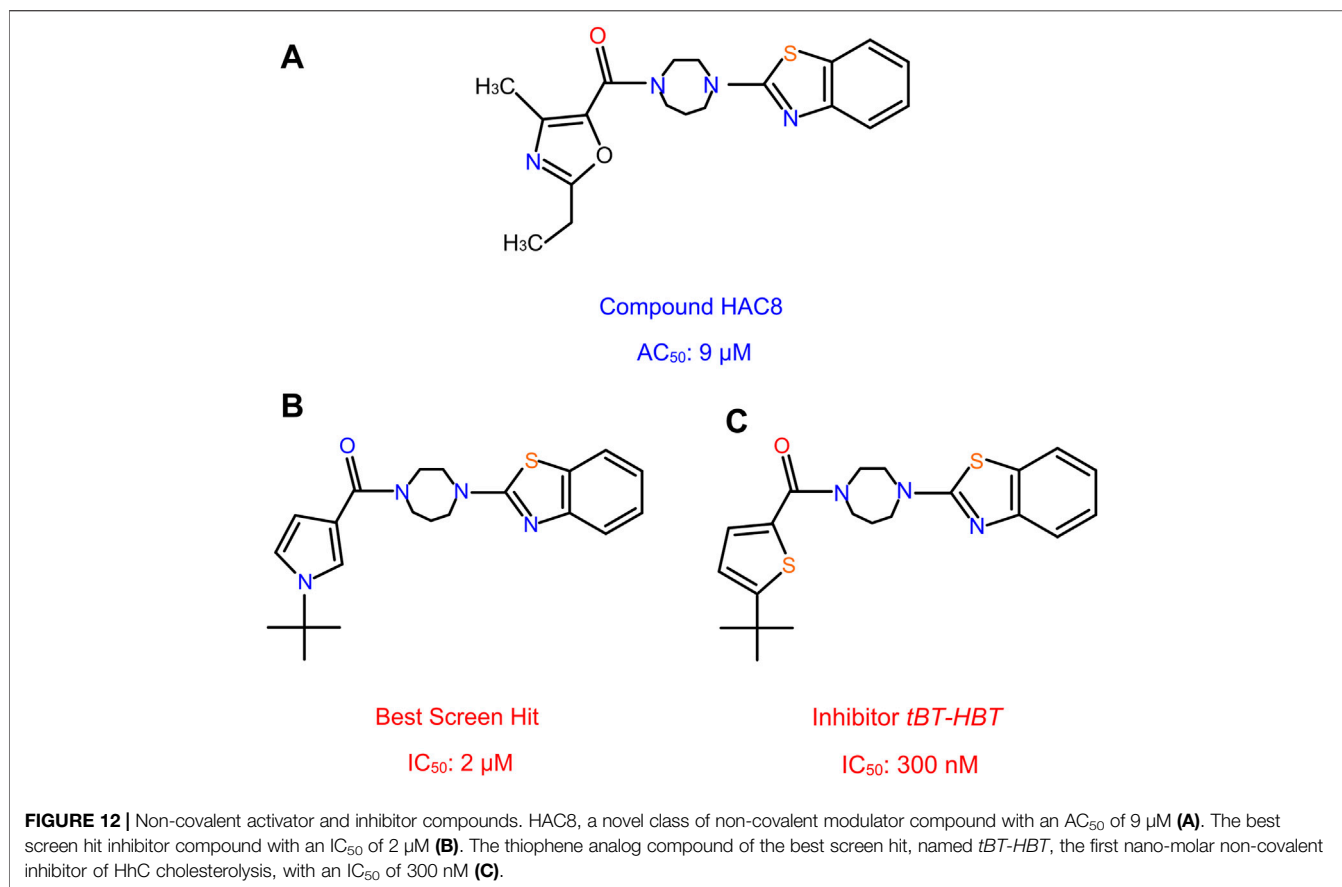 A
O
H₃C
N
N
S
N
N
O
H₃C
Compound HAC8
AC₅₀: 9 µM
B
O
N
N
S
N
N
Best Screen Hit
IC₅₀: 2 µM
C
O
N
N
S
N
S
Inhibitor tBT-HBT
IC₅₀: 300 nM
FIGURE 12 | Non-covalent activator and inhibitor compounds. HAC8, a novel class of non-covalent modulator compound with an AC₅₀ of 9 µM (A). The best
screen hit inhibitor compound with an IC₅₀ of 2 µM (B). The thiophene analog compound of the best screen hit, named tBT-HBT, the first nano-molar non-covalent
inhibitor of HhC cholesterolysis, with an IC₅₀ of 300 nM (C).